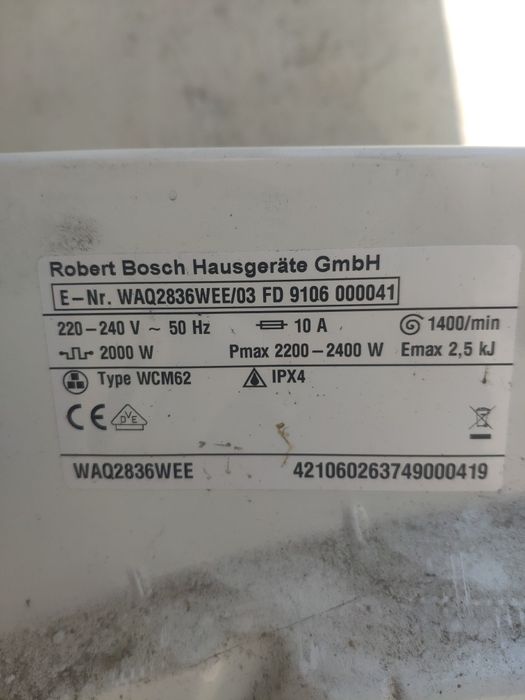 Robert Bosch Hausgeräte GmbH
E-Nr. WAQ2836WEE/03 FD 9106 000041
220-240 V ~ 50 Hz 10 A 1400/min
2000 W Pmax 2200-2400 W Emax 2,5 kJ
Type WCM62 IPX4
CE DVE
WAQ2836WEE 421060263749000419